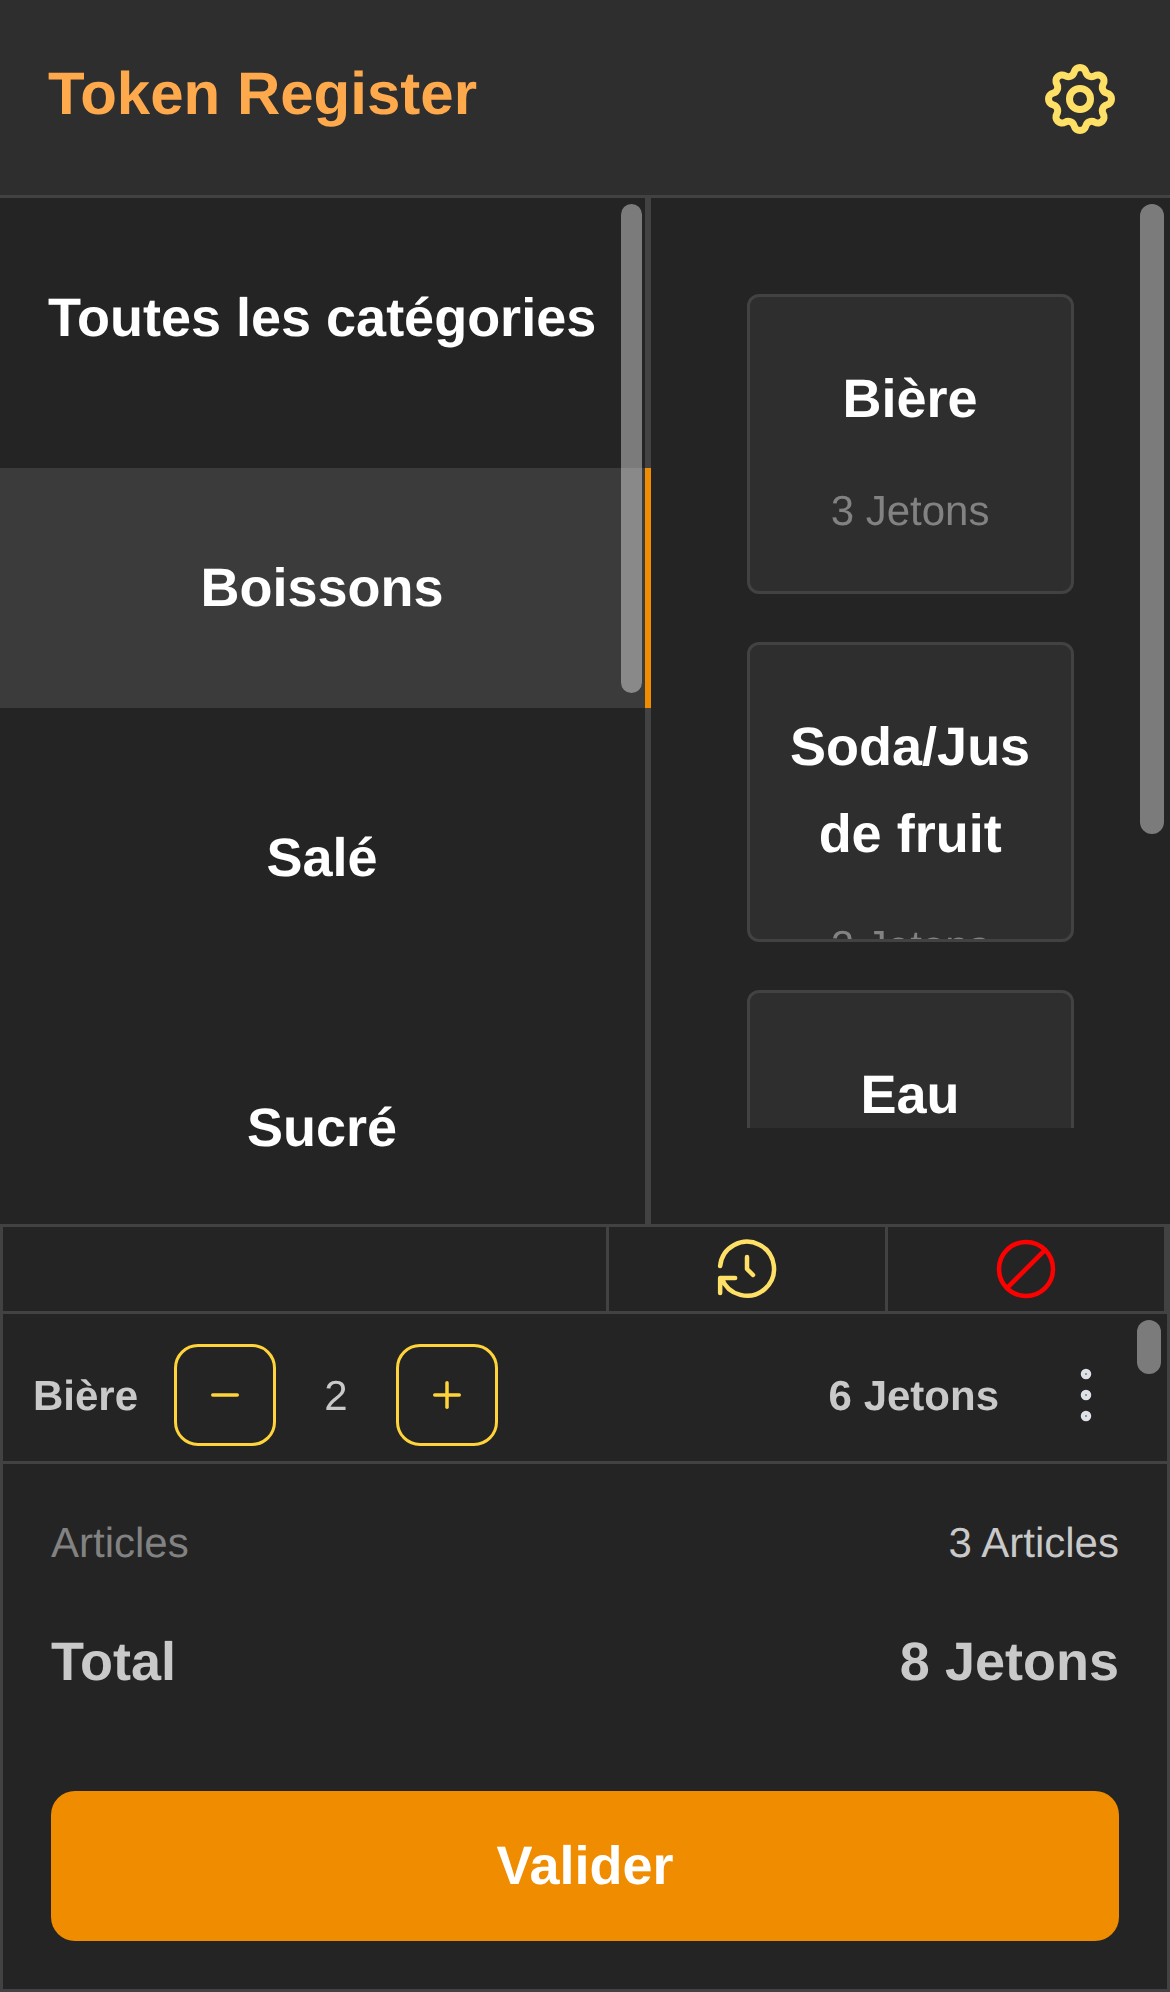 Token Register
Toutes les catégories
Boissons
Salé
Sucré
Bière
3 Jetons
Soda/Jus
de fruit
Jetons
Eau
Bière
2
6 Jetons
Articles
3 Articles
Total
8 Jetons
Valider